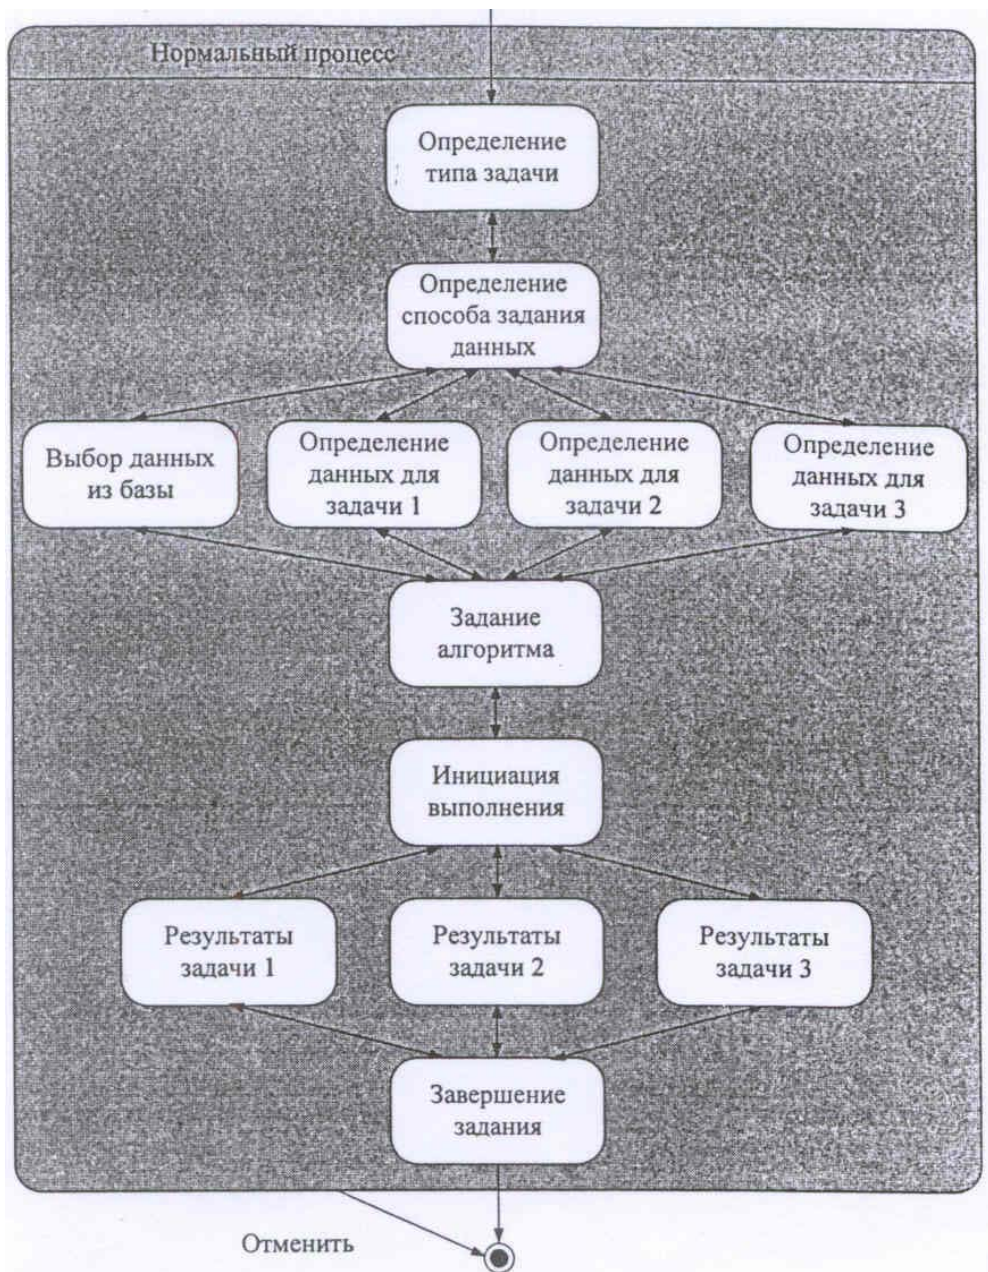 Нормальный процесс
Определение
типа задачи
Определение
способа задания
данных
Выбор данных
из базы
Определение
данных для
задачи 1
Определение
данных для
задачи 2
Определение
данных для
задачи 3
Задание
алгоритма
Инициация
выполнения
Результаты
задачи 1
Результаты
задачи 2
Результаты
задачи 3
Завершение
задания
Отменить